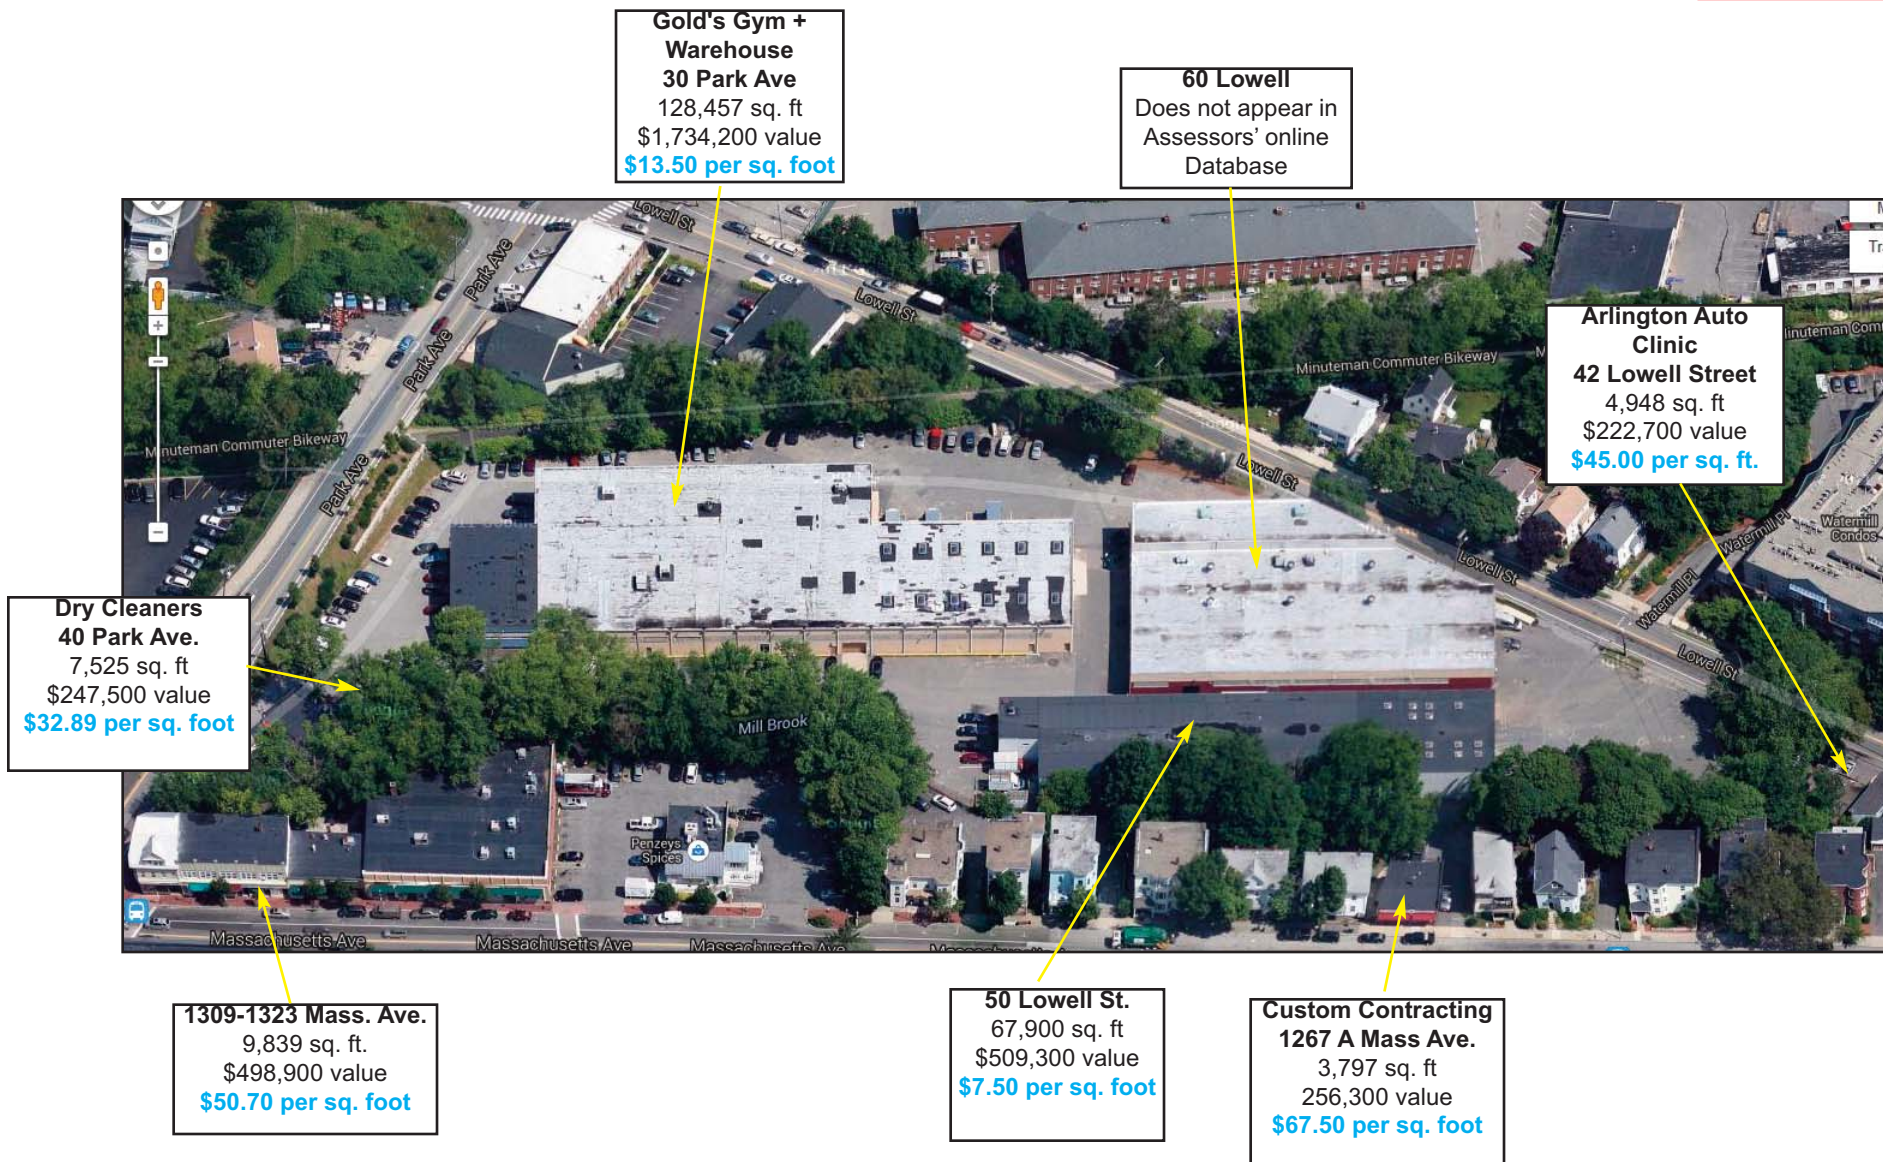 Gold's Gym +
Warehouse
30 Park Ave
128,457 sq. ft
$1,734,200 value
$13.50 per sq. foot
60 Lowell
Does not appear in
Assessors’ online
Database
Arlington Auto
Clinic
42 Lowell Street
4,948 sq. ft
$222,700 value
$45.00 per sq. ft.
Dry Cleaners
40 Park Ave.
7,525 sq. ft
$247,500 value
$32.89 per sq. foot
1309-1323 Mass. Ave.
9,839 sq. ft.
$498,900 value
$50.70 per sq. foot
50 Lowell St.
67,900 sq. ft
$509,300 value
$7.50 per sq. foot
Custom Contracting
1267 A Mass Ave.
3,797 sq. ft
256,300 value
$67.50 per sq. foot
Lowell St
Park Ave
Lowell St
Park Ave
Minuteman Commuter Bikeway
Minuteman Commuter Bikeway
Park Ave
Lowell St
Watermill
Condos
Watermill Pl
Lowell St
Watermill Pl
Lowell St
Mill Brook
Penzeys
Spices
Massachusetts Ave
Massachusetts Ave
Massachusetts Ave